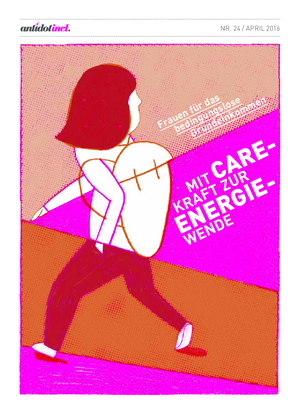 antidotincl.
NR. 24 / APRIL 2016
Frauen für das
bedingungslose
Grundeinkommen
MIT CARE-
KRAFT ZUR
ENERGIE-
WENDE